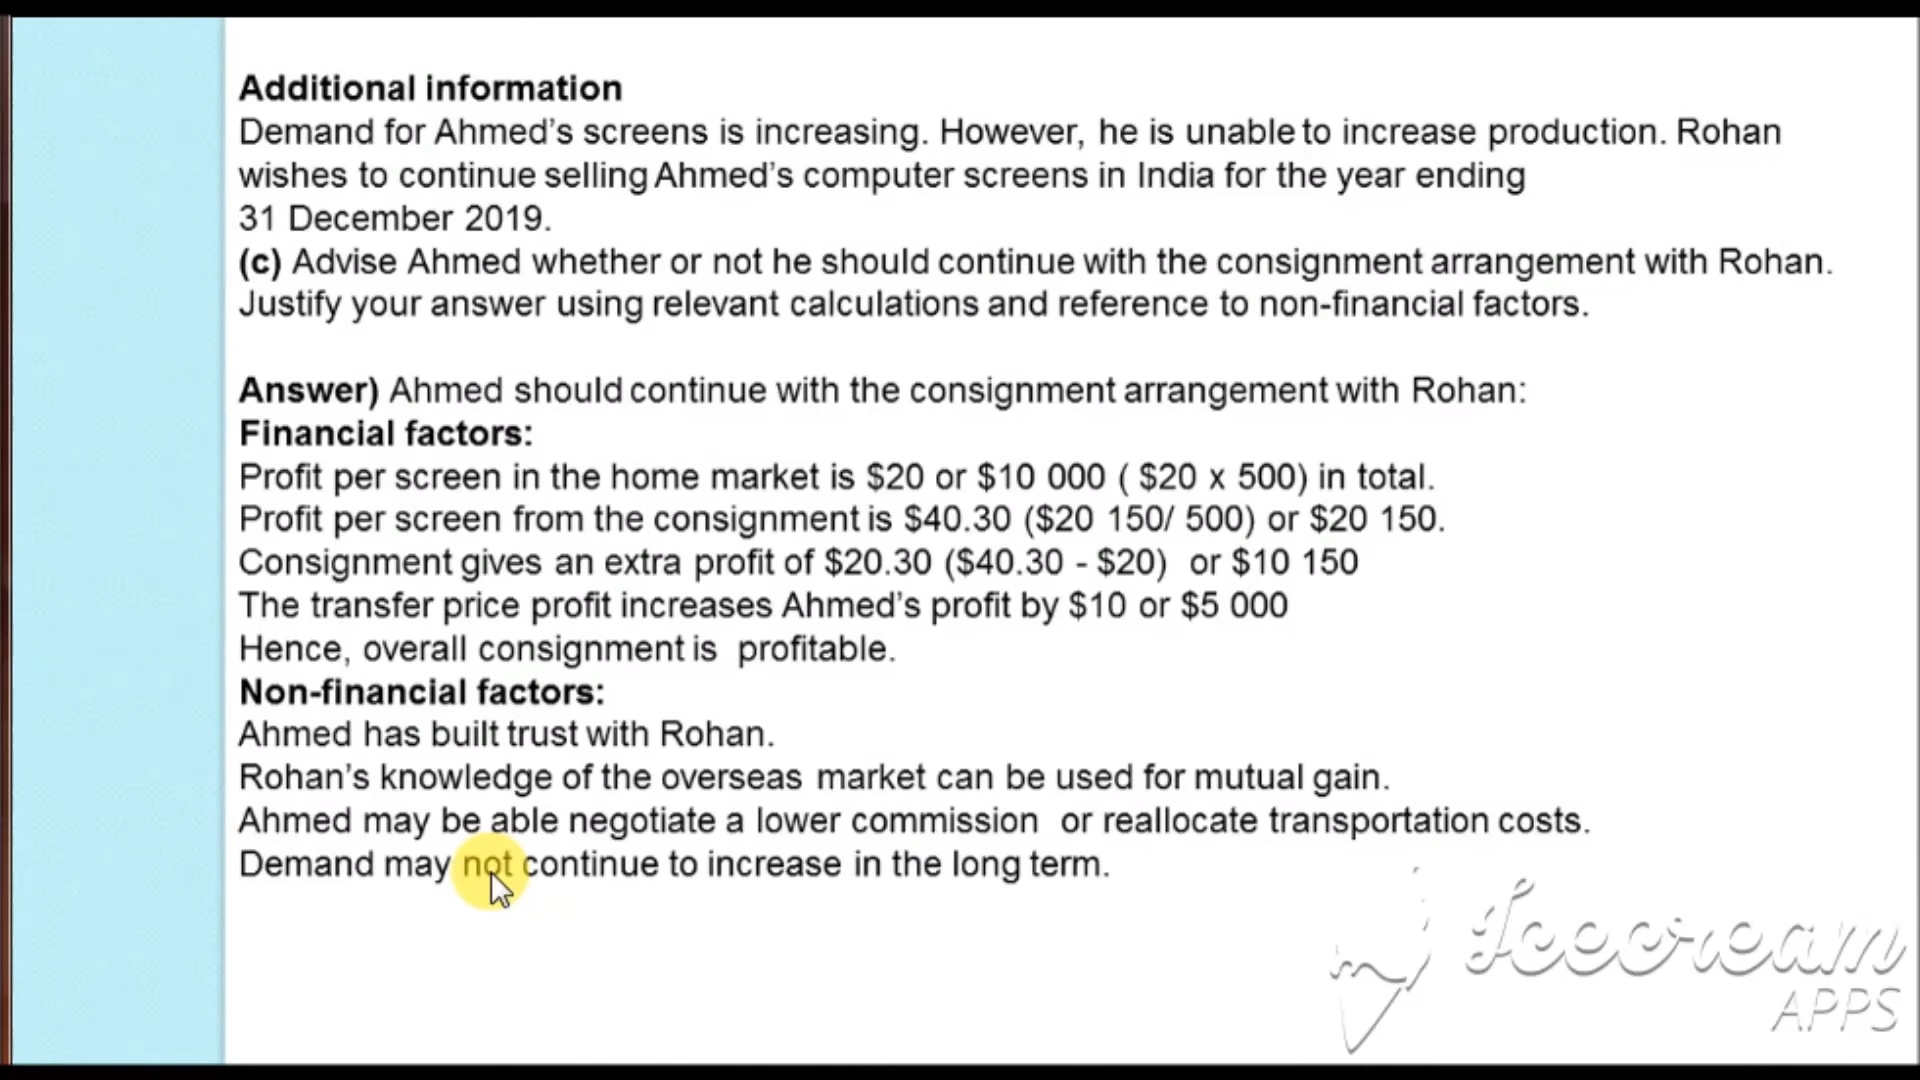 Additional information
Demand for Ahmed's screens is increasing. However, he is unable to increase production. Rohan
wishes to continue selling Ahmed's computer screens in India for the year ending
31 December 2019.
(c) Advise Ahmed whether or not he should continue with the consignment arrangement with Rohan.
Justify your answer using relevant calculations and reference to non-financial factors.
Answer) Ahmed should continue with the consignment arrangement with Rohan:
Financial factors:
Profit per screen in the home market is $20 or $10 000 ( $20 x 500) in total.
Profit per screen from the consignment is $40.30 ($20 150/ 500) or $20 150.
Consignment gives an extra profit of $20.30 ($40.30 - $20) or $10 150
The transfer price profit increases Ahmed's profit by $10 or $5 000
Hence, overall consignment is profitable.
Non-financial factors:
Ahmed has built trust with Rohan.
Rohan's knowledge of the overseas market can be used for mutual gain.
Ahmed may be able negotiate a lower commission or reallocate transportation costs.
Demand may not continue to increase in the long term.
Icecream
APPS